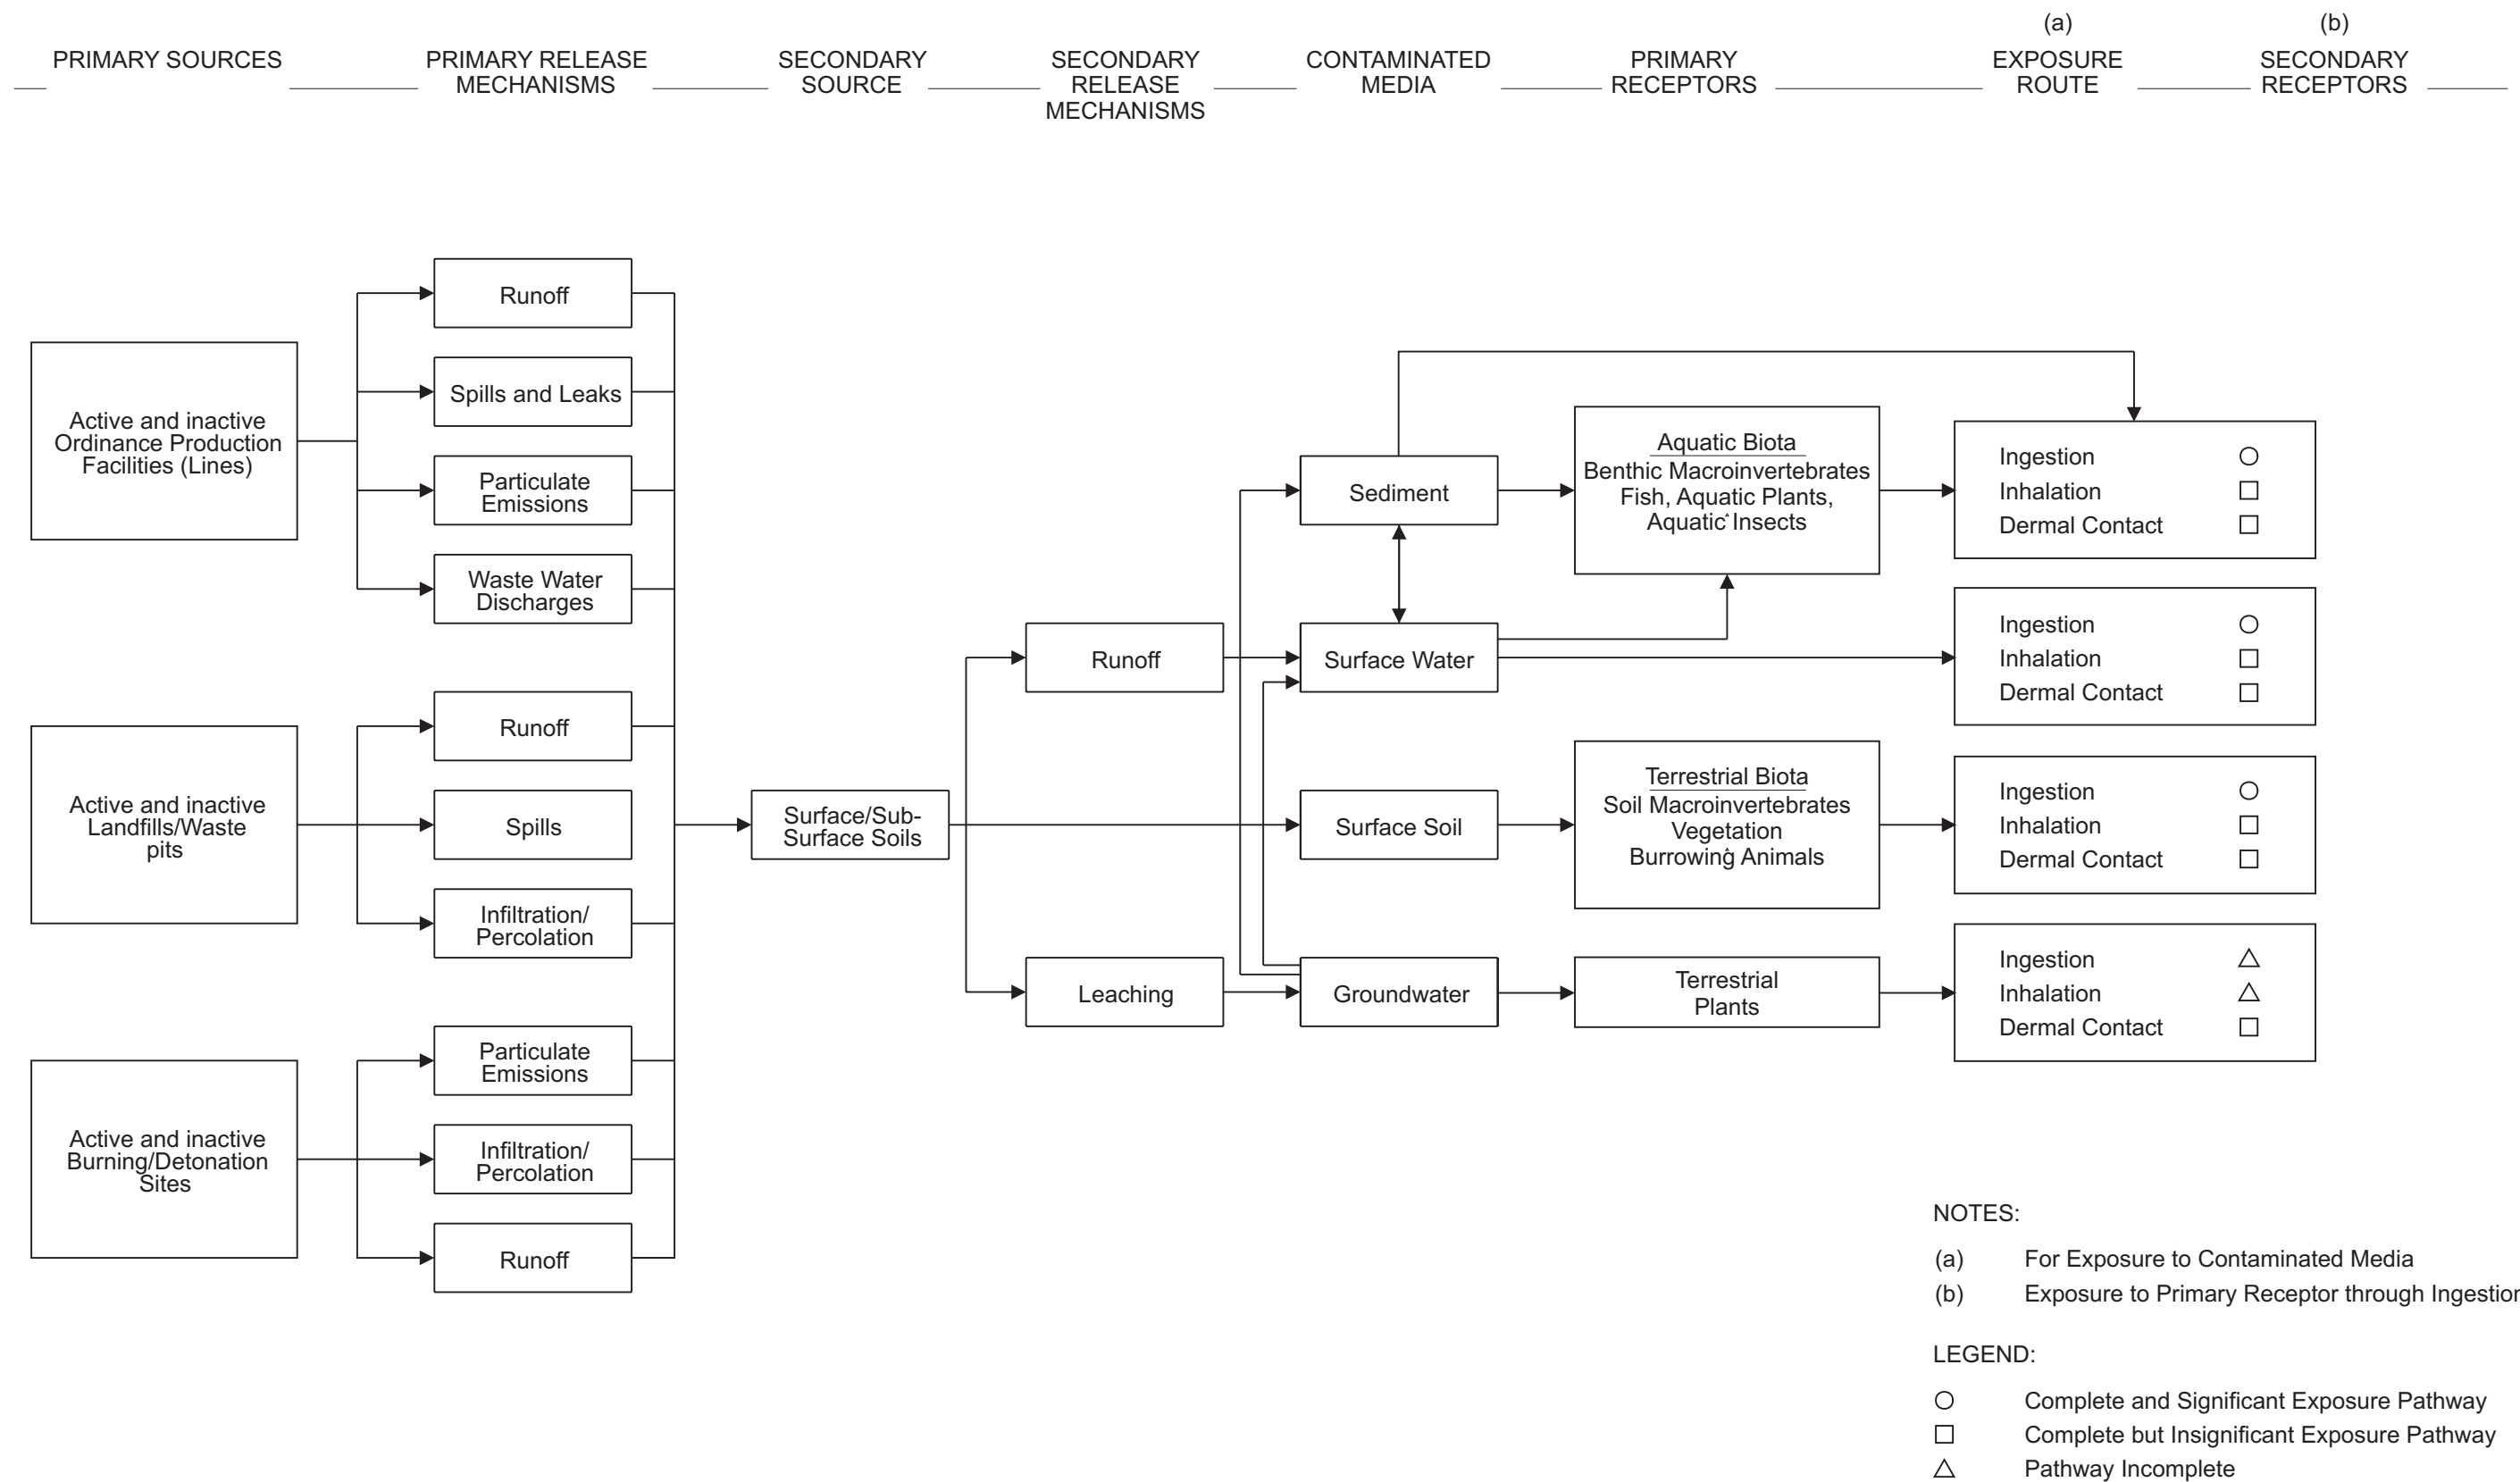 (a)
(b)
PRIMARY SOURCES
PRIMARY RELEASE
MECHANISMS
SECONDARY
SOURCE
SECONDARY
RELEASE
MECHANISMS
CONTAMINATED
MEDIA
PRIMARY
RECEPTORS
EXPOSURE
ROUTE
SECONDARY
RECEPTORS
Active and inactive
Ordinance Production
Facilities (Lines)
Runoff
Spills and Leaks
Particulate
Emissions
Waste Water
Discharges
Active and inactive
Landfills/Waste
pits
Runoff
Spills
Infiltration/
Percolation
Active and inactive
Burning/Detonation
Sites
Particulate
Emissions
Infiltration/
Percolation
Runoff
Surface/Sub-
Surface Soils
Runoff
Leaching
Sediment
Surface Water
Surface Soil
Groundwater
Aquatic Biota
Benthic Macroinvertebrates
Fish, Aquatic Plants,
Aquatic Insects
Terrestrial Biota
Soil Macroinvertebrates
Vegetation
Burrowing Animals
Terrestrial
Plants
Ingestion
Inhalation
Dermal Contact
Ingestion
Inhalation
Dermal Contact
Ingestion
Inhalation
Dermal Contact
Ingestion
Inhalation
Dermal Contact
NOTES:
(a) For Exposure to Contaminated Media
(b) Exposure to Primary Receptor through Ingestion
LEGEND:
Complete and Significant Exposure Pathway
Complete but Insignificant Exposure Pathway
Pathway Incomplete